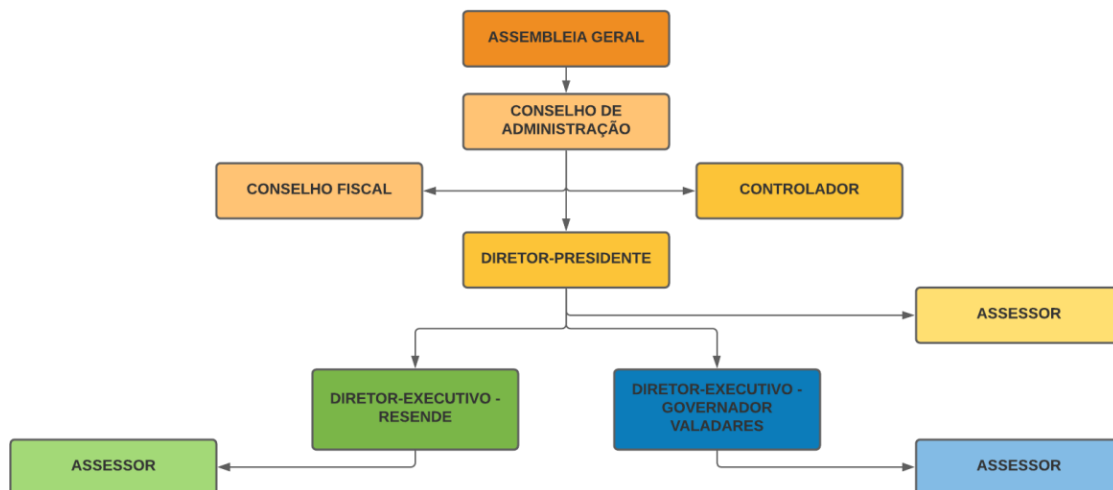 ASSEMBLEIA GERAL
CONSELHO DE
ADMINISTRAÇÃO
CONSELHO FISCAL
CONTROLADOR
DIRETOR-PRESIDENTE
ASSESSOR
DIRETOR-EXECUTIVO -
RESENDE
DIRETOR-EXECUTIVO -
GOVERNADOR
VALADARES
ASSESSOR
ASSESSOR